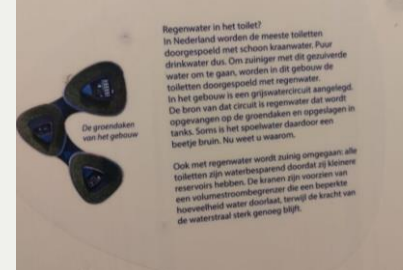 Regenwater in het toilet?
In Nederland worden de meeste toiletten
doorgespoeld met schoon kraanwater. Puur
drinkwater dus. Om zuiniger met dit gezuiverde
water om te gaan, worden in dit gebouw de
toiletten doorgespoeld met regenwater.
In het gebouw is een grijswatercircuit aangelegd.
De bron van dat circuit is regenwater dat wordt
opgevangen op de groendaken en opgeslagen in
tanks. Soms is het spoelwater daardoor een
beetje bruin. Nu weet u waarom.
Ook met regenwater wordt zuinig omgegaan: alle
toiletten zijn waterbesparend doordat zij kleinere
reservoirs hebben. De kranen zijn voorzien van
een volumestroombegrenzer die een beperkte
hoeveelheid water doorlaat, terwijl de kracht van
de waterstraal sterk genoeg blijft.
De groendaken
van het gebouw